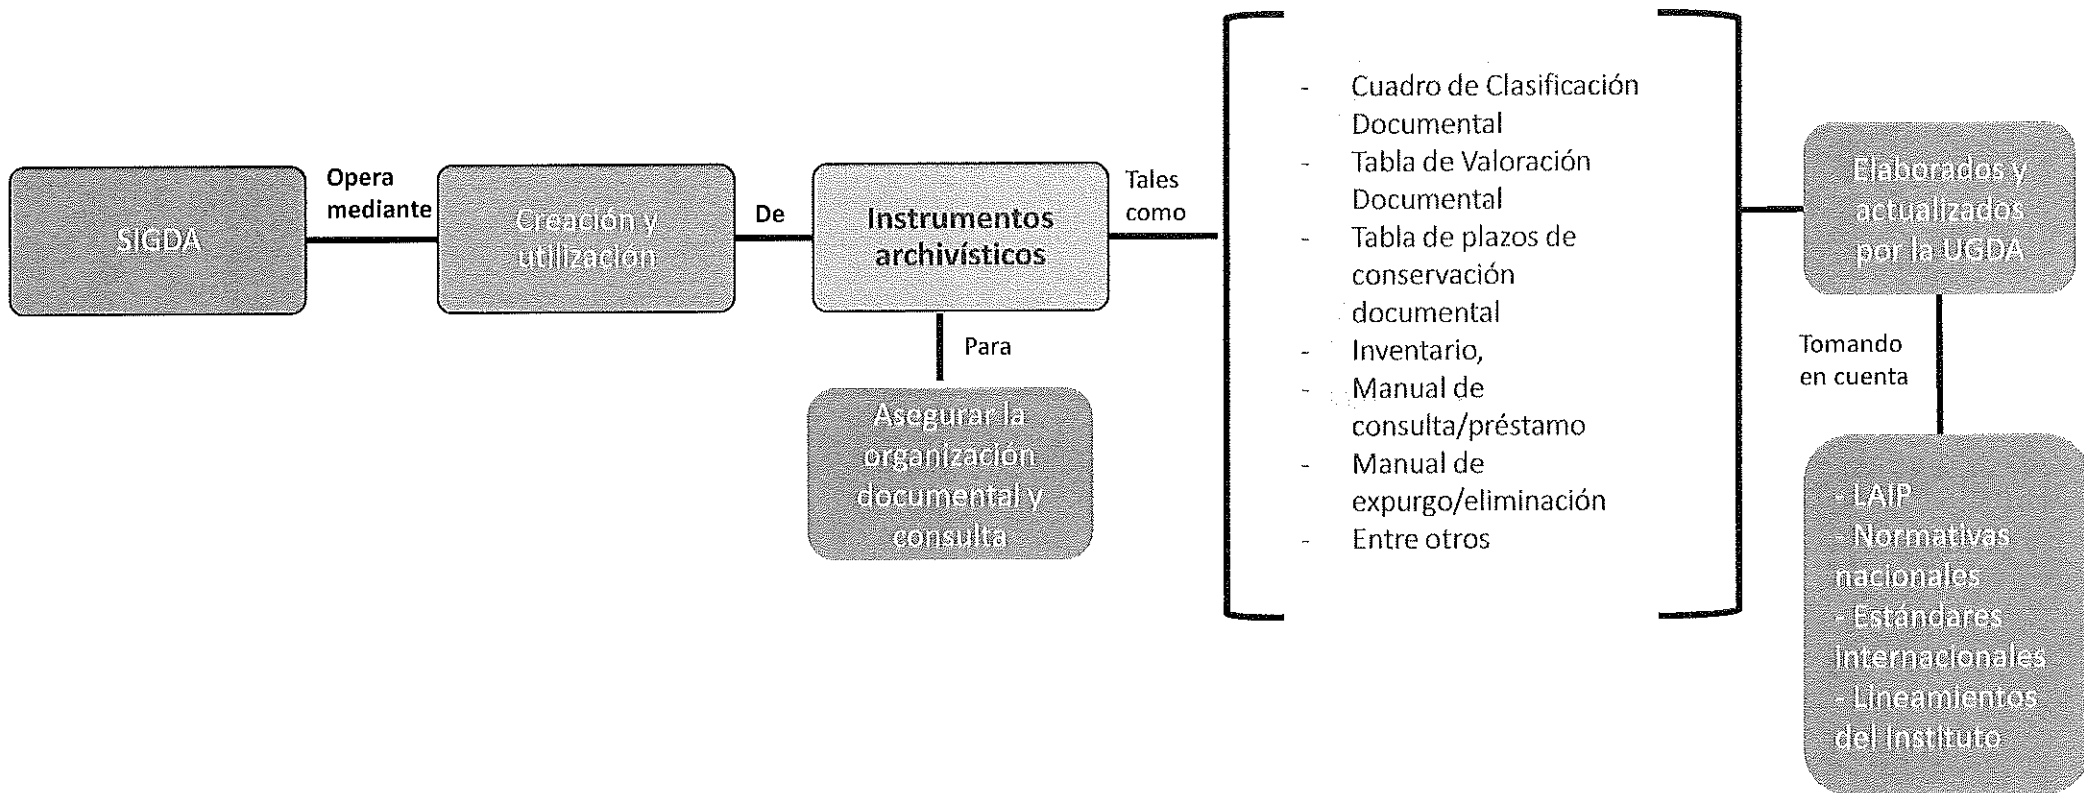 SIGDA
Opera
mediante
Creación y
utilización
De
Instrumentos
archivísticos
Para
Asegurar la
organización
documental y
consulta
Tales
como
- Cuadro de Clasificación
Documental
- Tabla de Valoración
Documental
- Tabla de plazos de
conservación
documental
- Inventario,
- Manual de
consulta/préstamo
- Manual de
expurgo/eliminación
- Entre otros
Elaborados y
actualizados
por la UGDA
Tomando
en cuenta
- LAIP
- Normativas
nacionales
- Estándares
internacionales
- Lineamientos
del Instituto